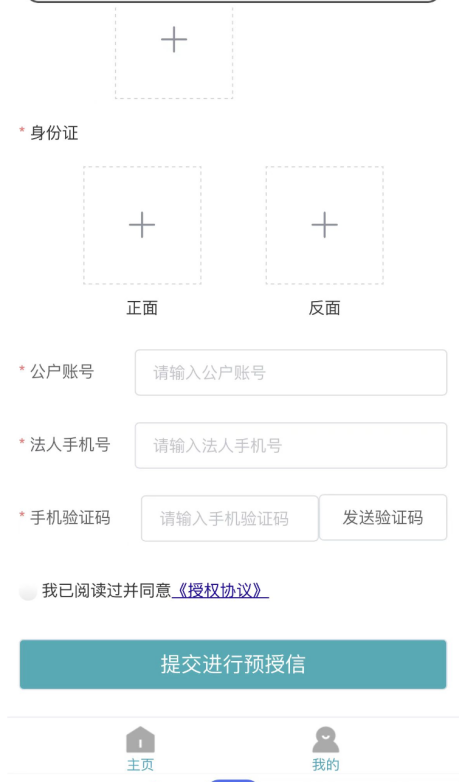 * 身份证
正面 反面
* 公户账号 请输入公户账号
* 法人手机号 请输入法人手机号
* 手机验证码 请输入手机验证码 发送验证码
我已阅读过并同意《授权协议》
提交进行预授信
主页 我的